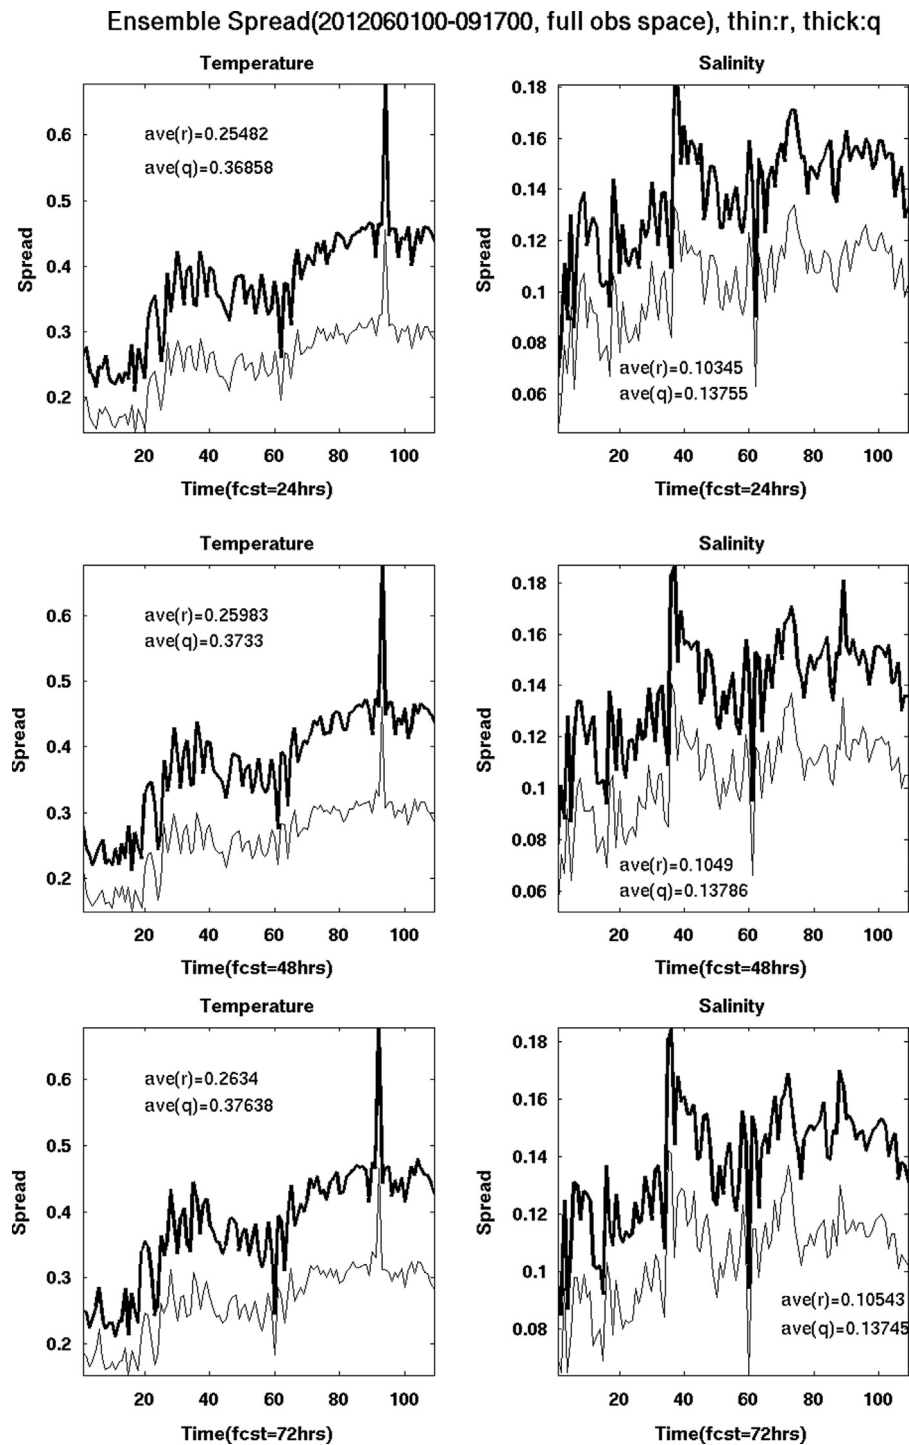 Ensemble Spread(2012060100-091700, full obs space), thin:r, thick:q
Temperature
0.6
0.5
0.4
0.3
0.2
Spread
ave(r)=0.25482
ave(q)=0.36858
20 40 60 80 100
Time(fcst=24hrs)
Salinity
0.18
0.16
0.14
0.12
0.1
0.08
0.06
Spread
ave(r)=0.10345
ave(q)=0.13755
20 40 60 80 100
Time(fcst=24hrs)
Temperature
0.6
0.5
0.4
0.3
0.2
Spread
ave(r)=0.25983
ave(q)=0.3733
20 40 60 80 100
Time(fcst=48hrs)
Salinity
0.18
0.16
0.14
0.12
0.1
0.08
0.06
Spread
ave(r)=0.1049
ave(q)=0.13786
20 40 60 80 100
Time(fcst=48hrs)
Temperature
0.6
0.5
0.4
0.3
0.2
Spread
ave(r)=0.2634
ave(q)=0.37638
20 40 60 80 100
Time(fcst=72hrs)
Salinity
0.18
0.16
0.14
0.12
0.1
0.08
Spread
ave(r)=0.10543
ave(q)=0.13745
20 40 60 80 100
Time(fcst=72hrs)